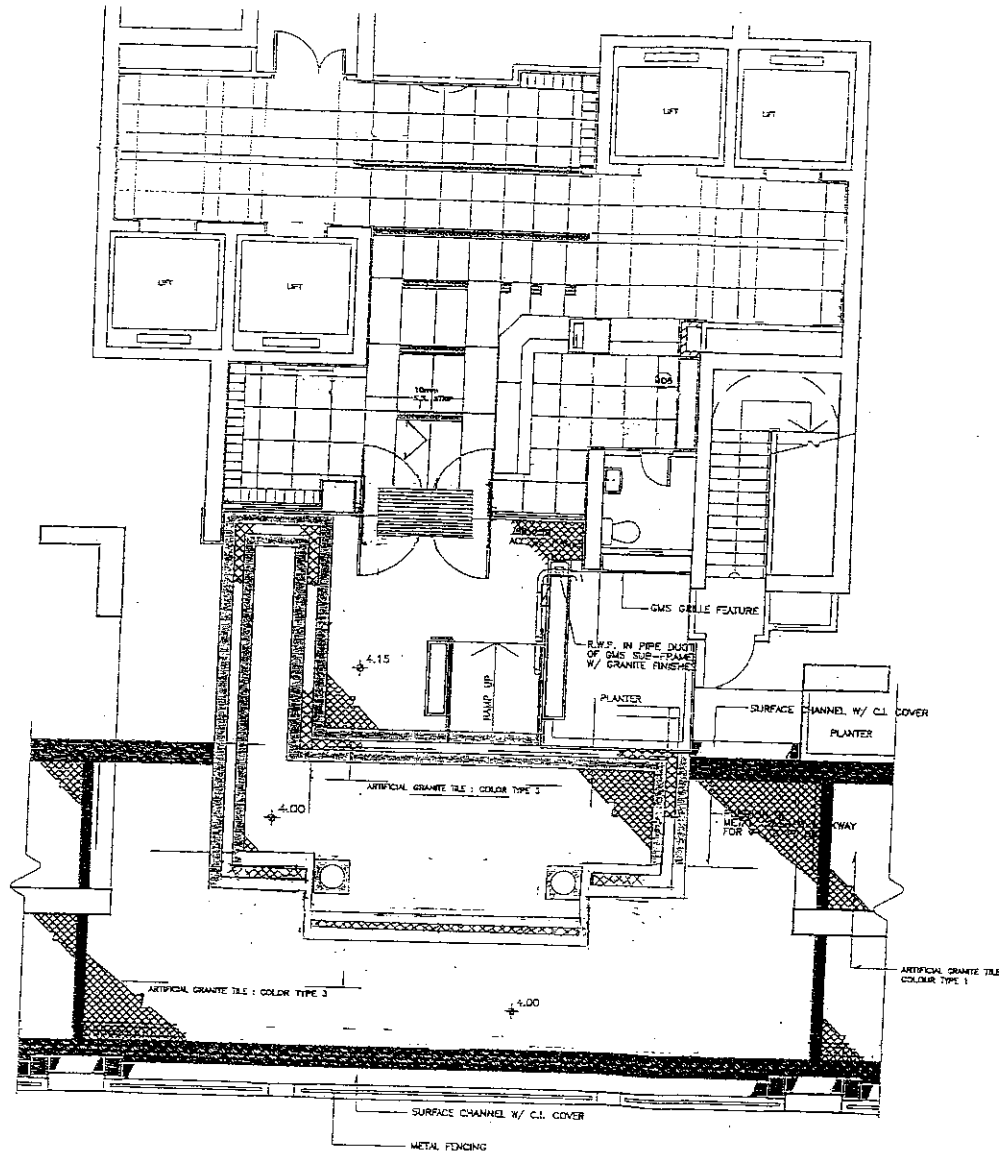 LIFT
LIFT
LIFT
LIFT
10mm
S.S. STRIP
GMS GRILLE FEATURE
R.W.P. IN PIPE DUCT
OF GMS SUB-FRAME
W/ GRANITE FINISHES
4.15
RAMP UP
PLANTER
SURFACE CHANNEL W/ C.I. COVER
PLANTER
ARTIFICIAL GRANITE TILE : COLOR TYPE 3
4.00
FOR
ARTIFICIAL GRANITE TILE
COLOUR TYPE 1
ARTIFICIAL GRANITE TILE : COLOR TYPE 3
4.00
SURFACE CHANNEL W/ C.I. COVER
METAL FENCING